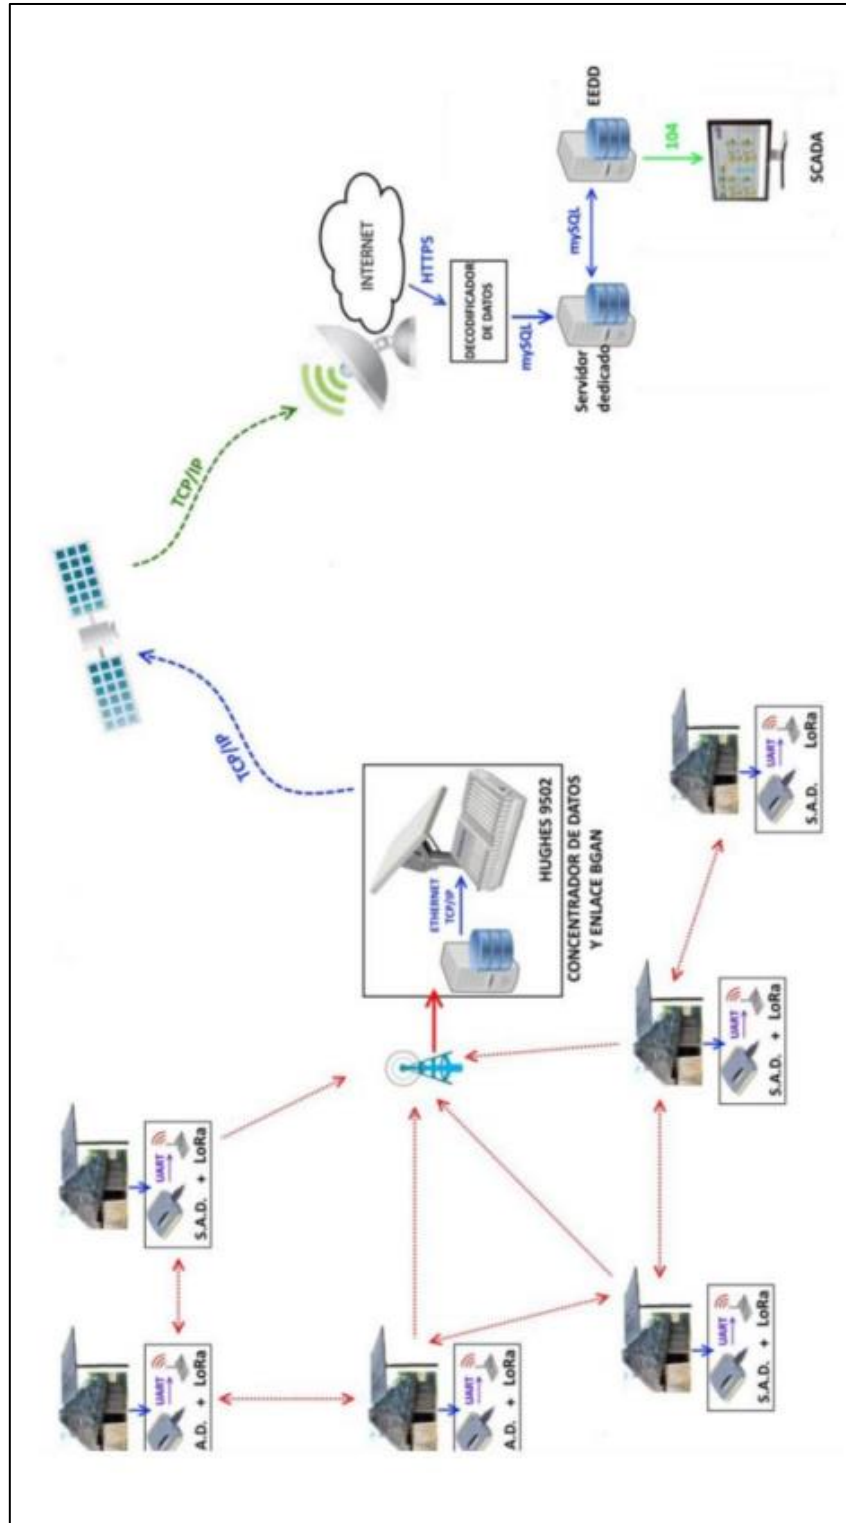 UART
A.D. + LoRa
UART
S.A.D. + LoRa
TCP/IP
TCP/IP
UART
A.D. + LoRa
ETHERNET
TCP/IP
HUGHES 9502
CONCENTRADOR DE DATOS
Y ENLACE BGAN
INTERNET
HTTPS
DECODIFICADOR
DE DATOS
mySQL
Servidor
dedicado
mySQL
EEDD
104
SCADA
UART
S.A.D. + LoRa
UART
S.A.D. + LoRa
UART
S.A.D. LoRa